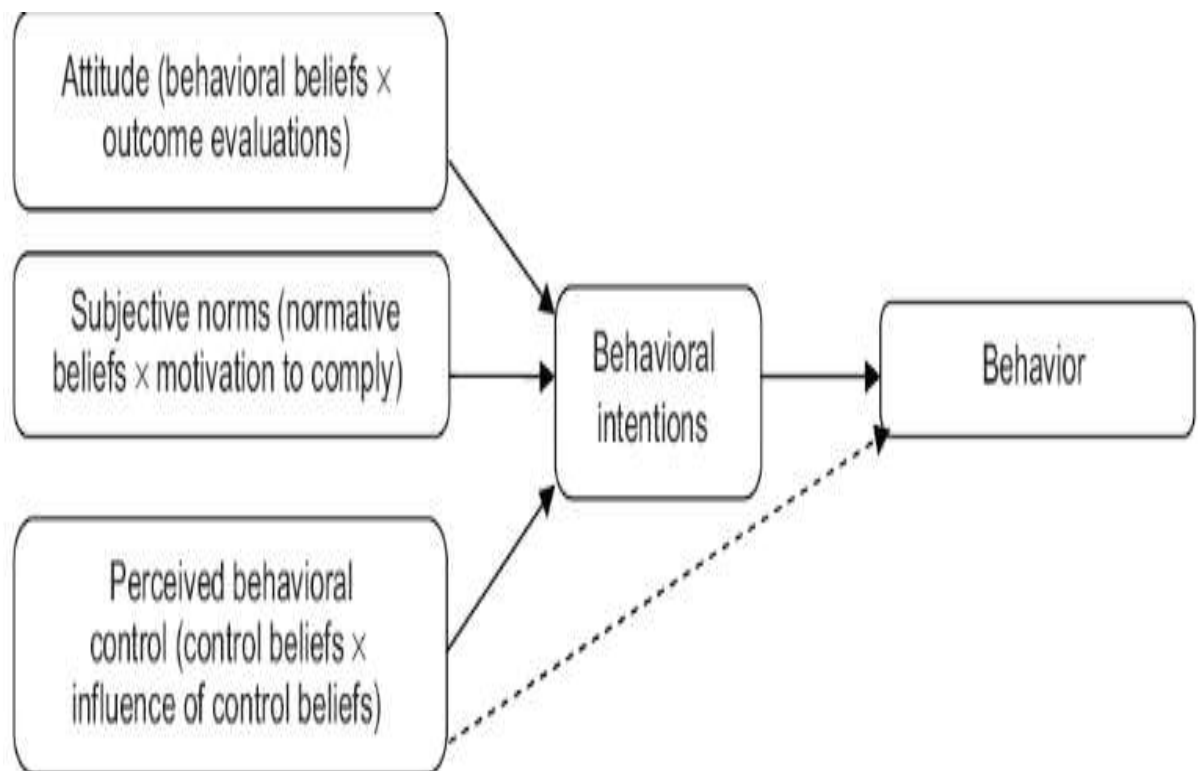 Attitude (behavioral beliefs ×
outcome evaluations)
Subjective norms (normative
beliefs × motivation to comply)
Perceived behavioral
control (control beliefs ×
influence of control beliefs)
Behavioral
intentions
Behavior